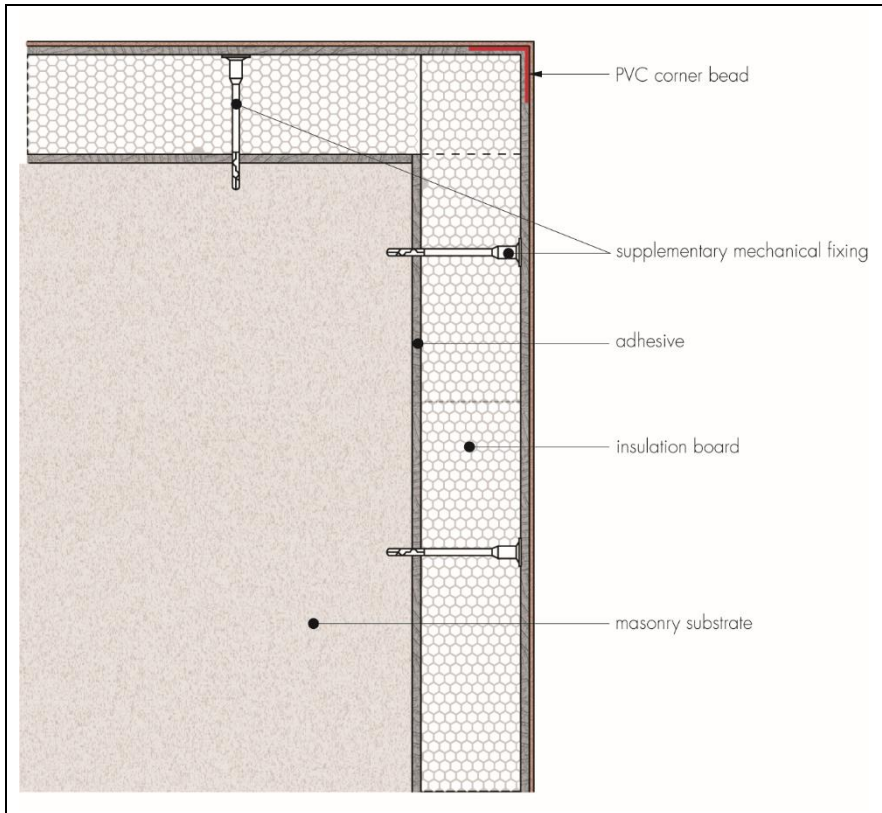 PVC corner bead
supplementary mechanical fixing
adhesive
insulation board
masonry substrate